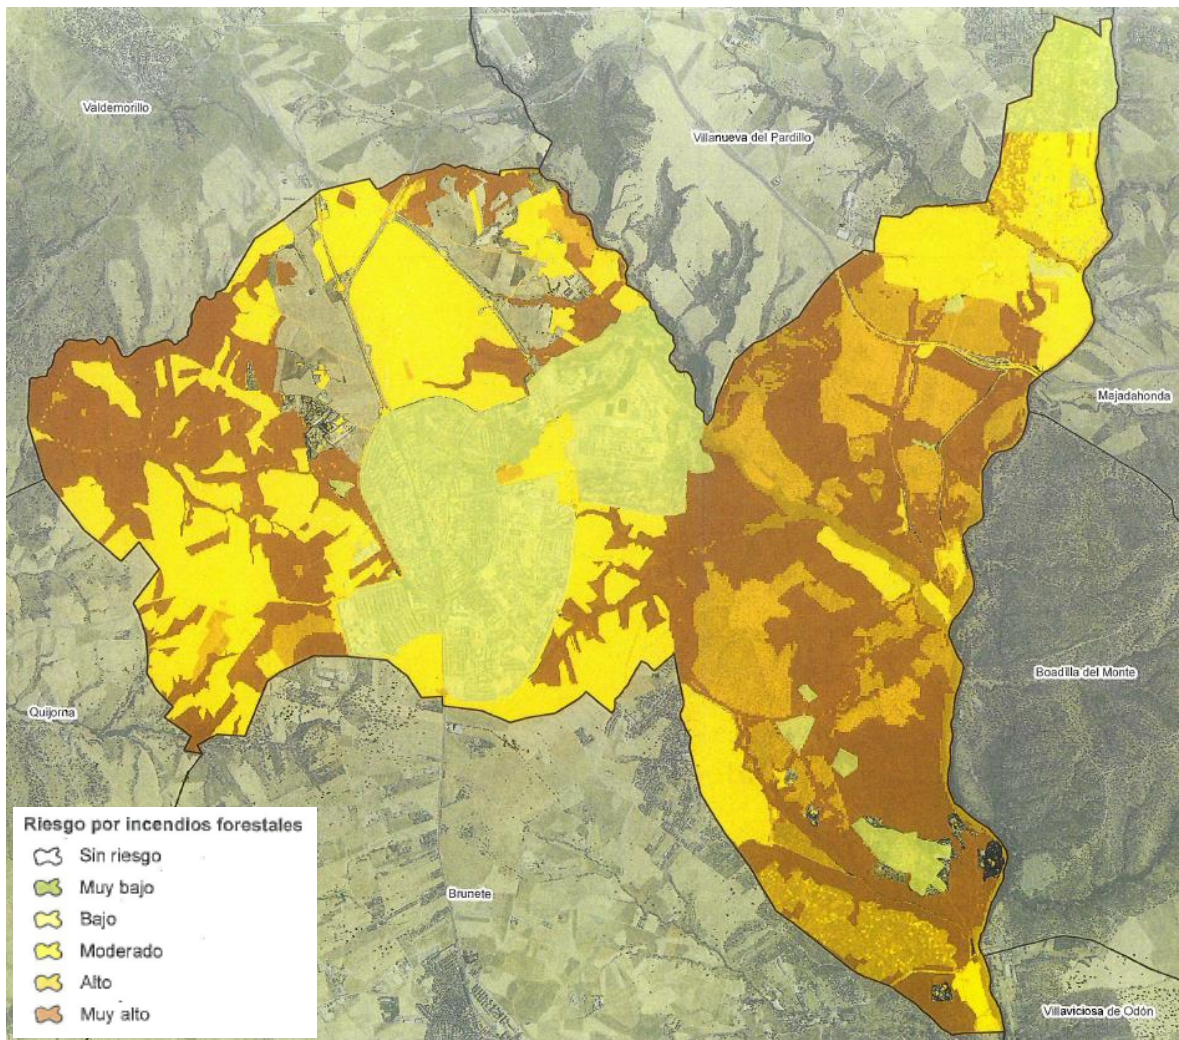 Valdemorillo
Villanueva del Pardillo
Majadahonda
Boadilla del Monte
Quijorna
Brunete
Villaviciosa de Odón
Riesgo por incendios forestales
Sin riesgo
Muy bajo
Bajo
Moderado
Alto
Muy alto